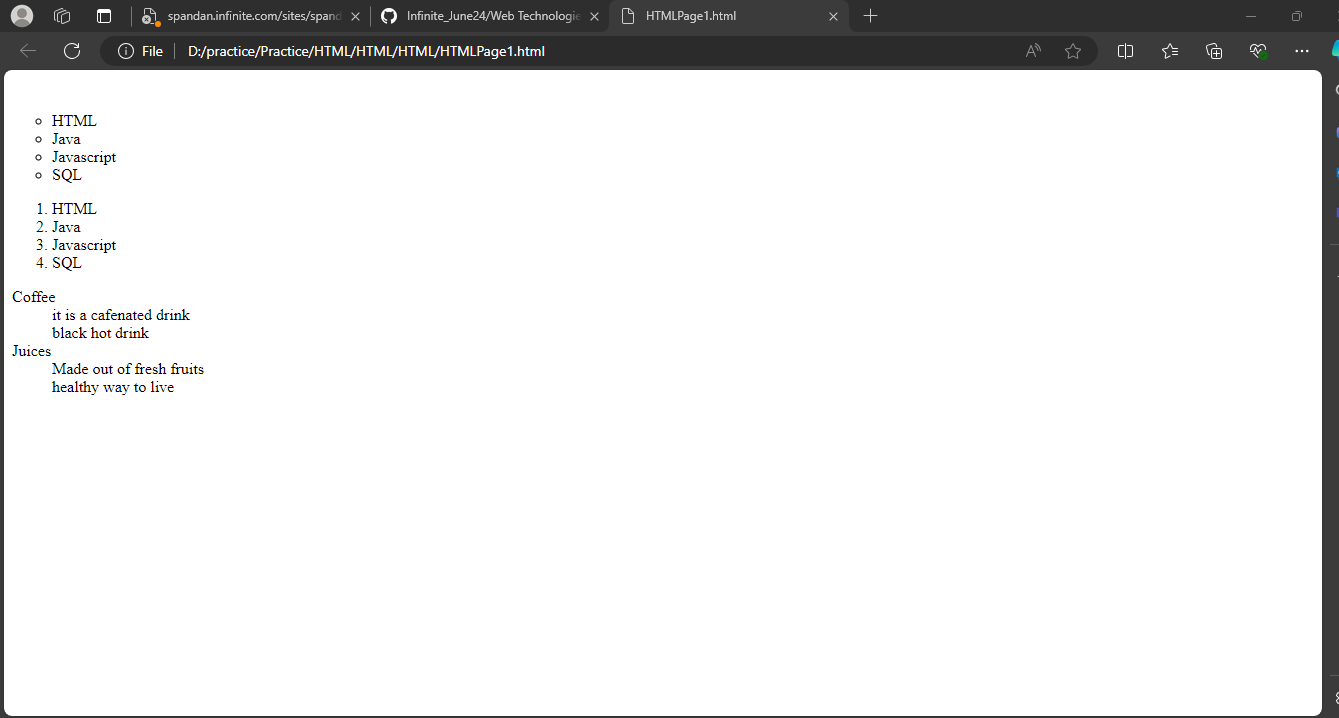 spandan.infinite.com/sites/spand
Infinite_June24/Web Technologie
HTMLPage1.html
File
D:/practice/Practice/HTML/HTML/HTML/HTMLPage1.html
HTML
Java
Javascript
SQL
1. HTML
2. Java
3. Javascript
4. SQL
Coffee
it is a cafenated drink
black hot drink
Juices
Made out of fresh fruits
healthy way to live